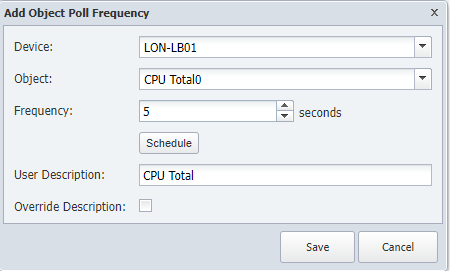 Add Object Poll Frequency x
Device: LON-LB01
Object: CPU Total0
Frequency: 5 seconds
Schedule
User Description: CPU Total
Override Description:
Save Cancel